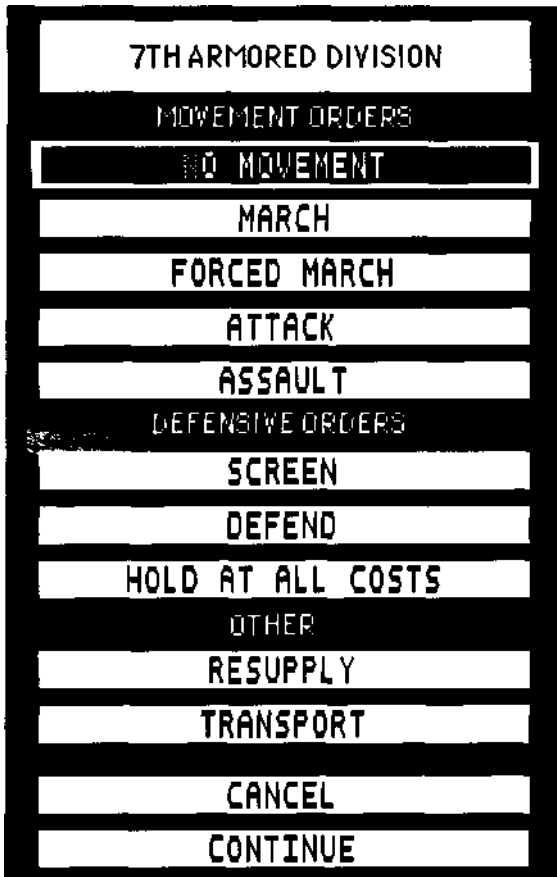 7TH ARMORED DIVISION
MOVEMENT ORDERS
NO MOVEMENT
MARCH
FORCED MARCH
ATTACK
ASSAULT
DEFENSIVE ORDERS
SCREEN
DEFEND
HOLD AT ALL COSTS
OTHER
RESUPPLY
TRANSPORT
CANCEL
CONTINUE